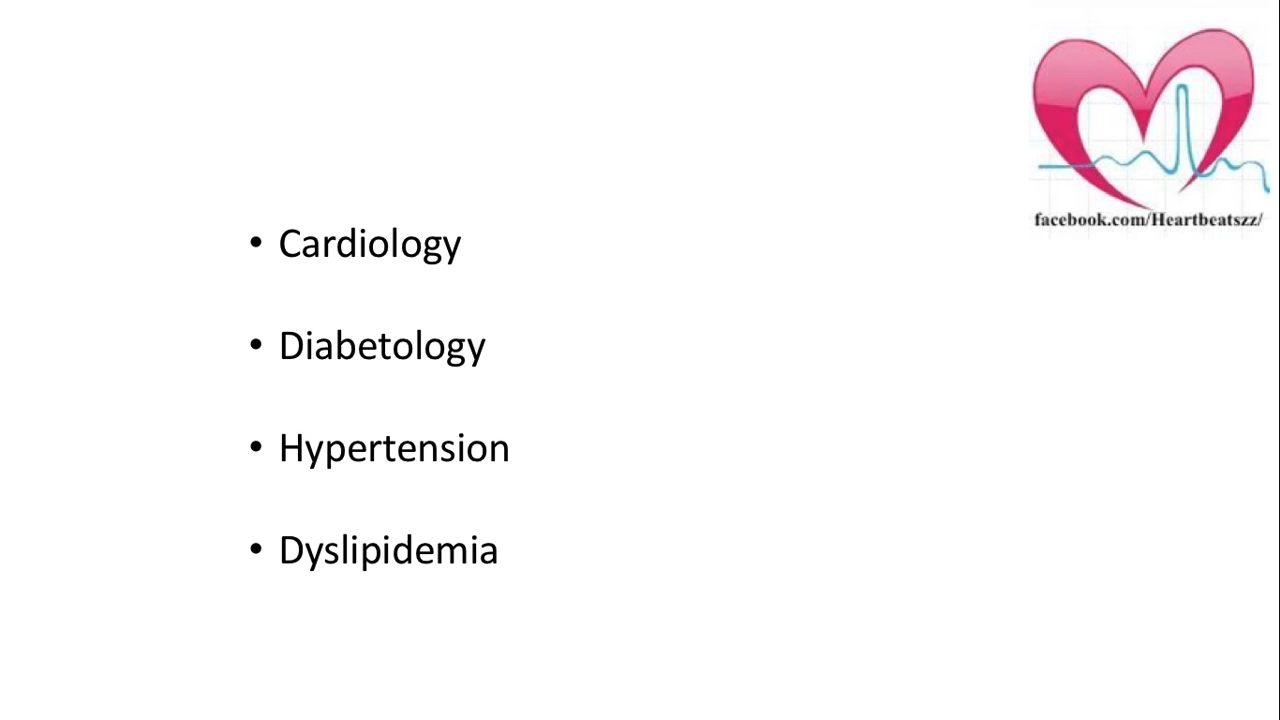 facebook.com/Heartbeatszz/
• Cardiology
• Diabetology
• Hypertension
• Dyslipidemia